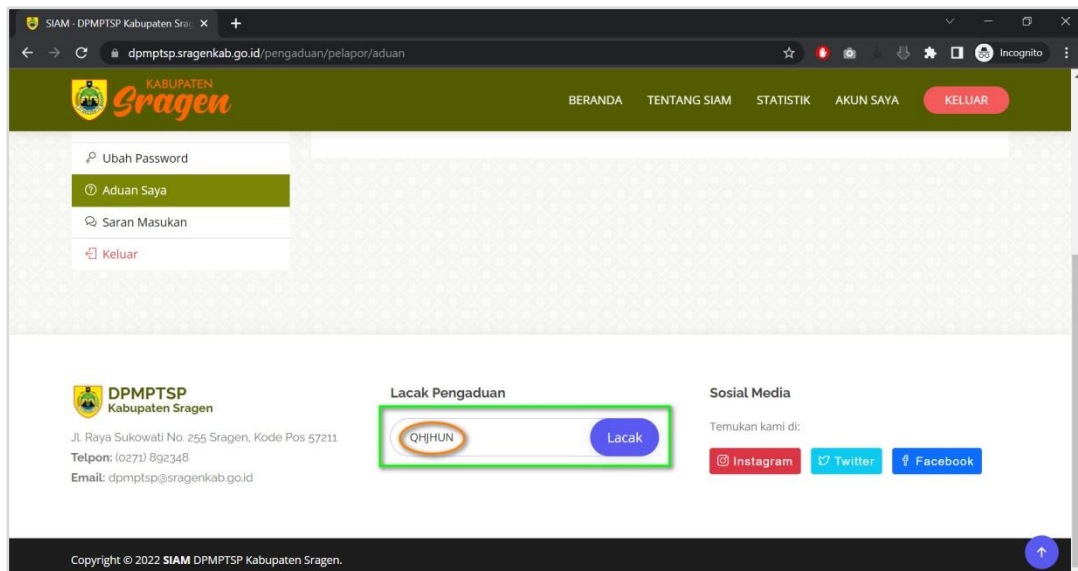 SIAM - DPMPTSP Kabupaten Srag
dpmptsp.sragenkab.go.id/pengaduan/pelapor/aduan
Incognito
KABUPATEN
Sragen
BERANDA TENTANG SIAM STATISTIK AKUN SAYA KELUAR
Ubah Password
Aduan Saya
Saran Masukan
Keluar
DPMPTSP
Kabupaten Sragen
Jl. Raya Sukowati No. 255 Sragen, Kode Pos 57211
Telpon: (0271) 892348
Email: dpmptsp@sragenkab.go.id
Lacak Pengaduan
QHJHUN Lacak
Sosial Media
Temukan kami di:
Instagram Twitter Facebook
Copyright © 2022 SIAM DPMPTSP Kabupaten Sragen.